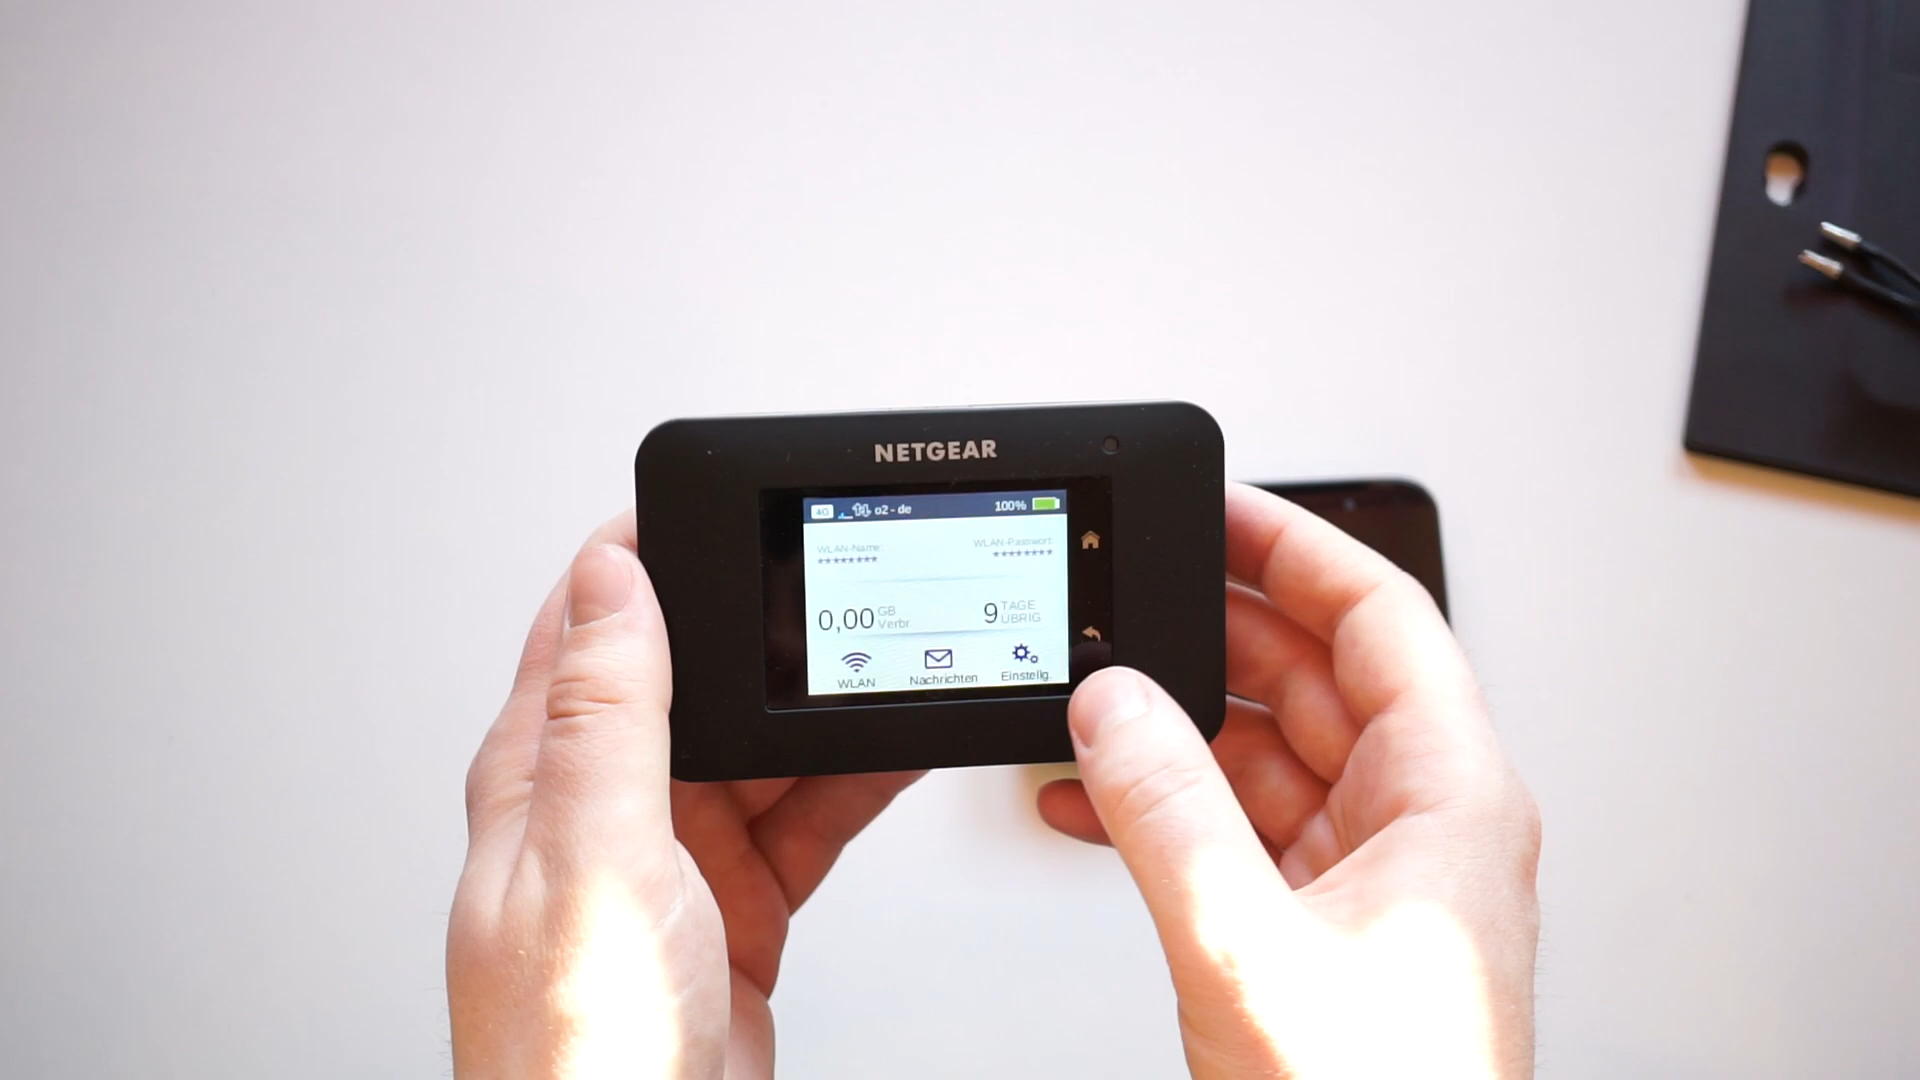 NETGEAR
4G o2 - de 100%
WLAN-Name: WLAN-Passwort:
******** ********
0,00 GB Verbr. 9 TAGE ÜBRIG
WLAN Nachrichten Einstellg.